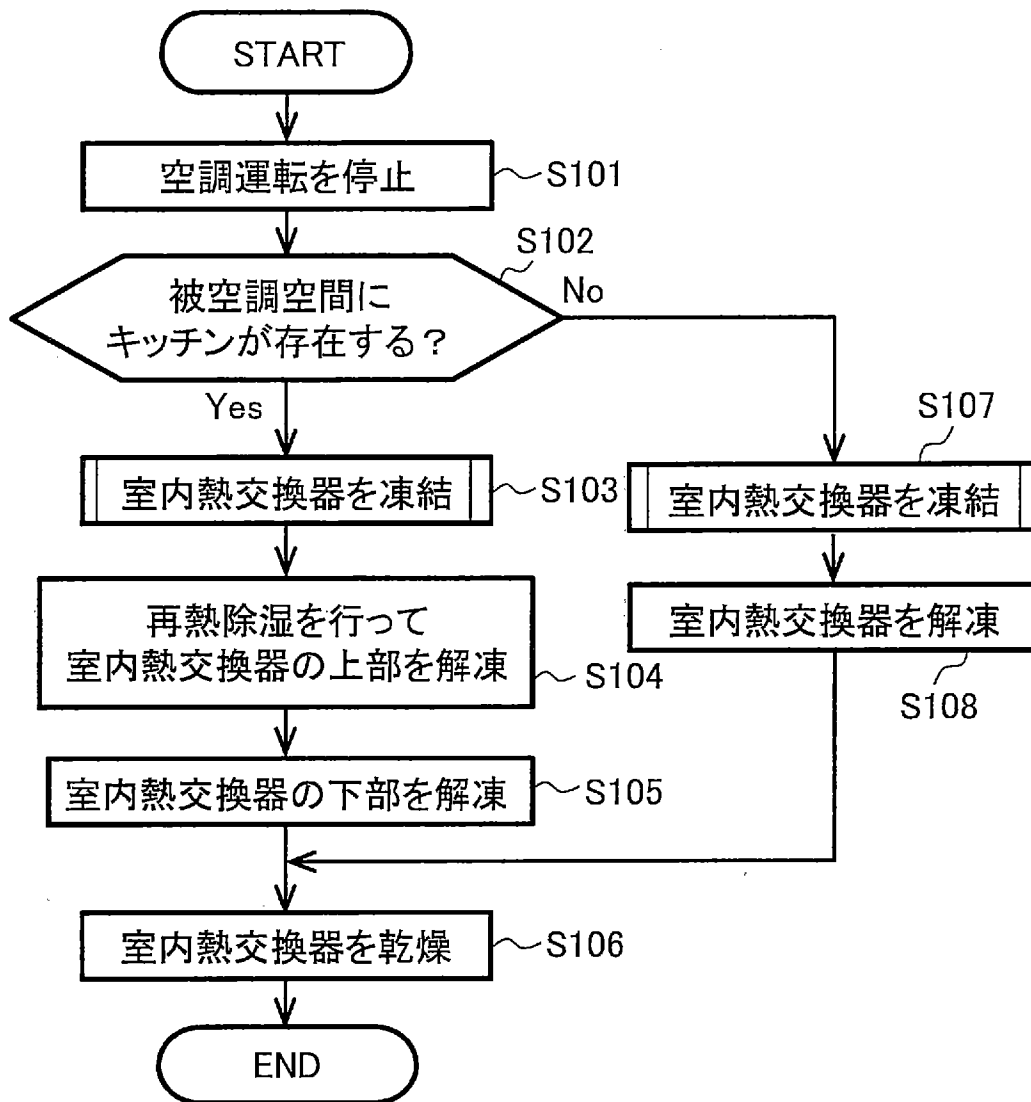 START
空調運転を停止
S101
S102
被空調空間に
キッチンが存在する？
No
Yes
室内熱交換器を凍結
S103
S107
室内熱交換器を凍結
再熱除湿を行って
室内熱交換器の上部を解凍
S104
室内熱交換器を解凍
S108
室内熱交換器の下部を解凍
S105
室内熱交換器を乾燥
S106
END